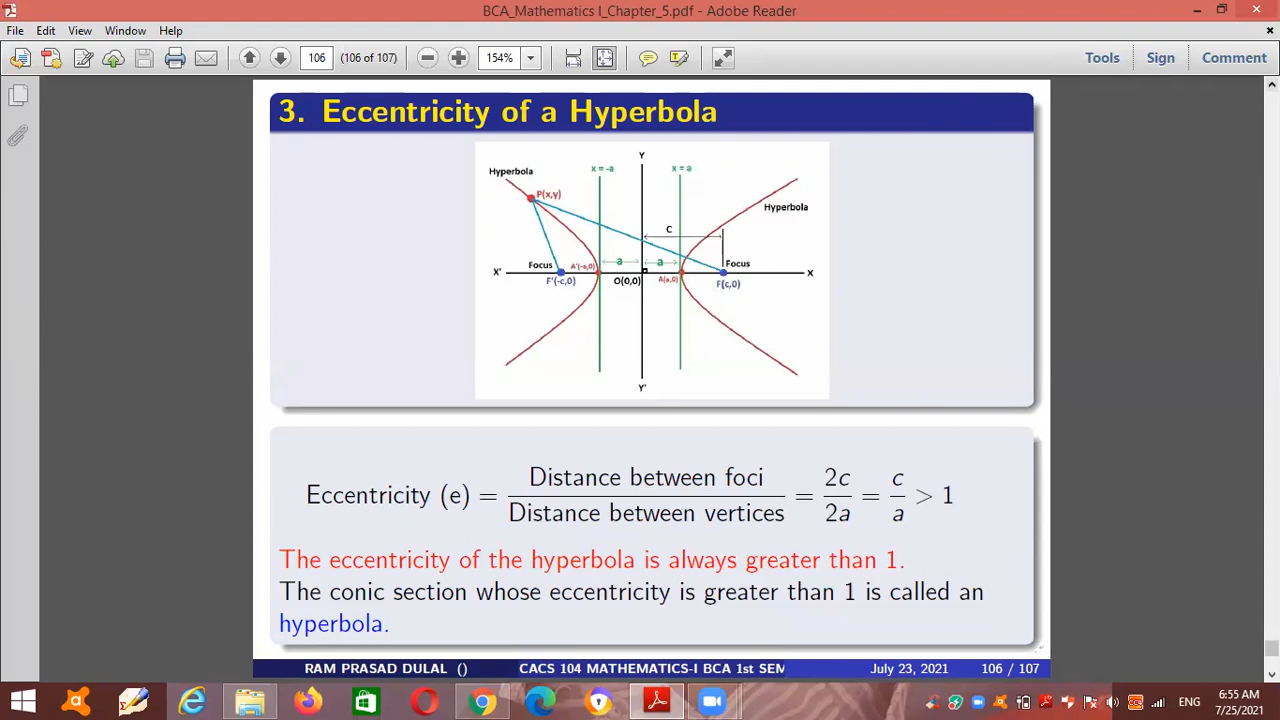 BCA_Mathematics I_Chapter_5.pdf - Adobe Reader
File Edit View Window Help
106 (106 of 107) 154% Tools Sign Comment
3. Eccentricity of a Hyperbola
Y
Hyperbola x = -a x = a
P(x,y)
Hyperbola
C
Focus a a Focus
X' A'(-a,0) X
F'(-c,0) O(0,0) A(a,0) F(c,0)
Y'
Eccentricity (e) = Distance between foci / Distance between vertices = 2c / 2a = c / a > 1
The eccentricity of the hyperbola is always greater than 1.
The conic section whose eccentricity is greater than 1 is called an
hyperbola.
RAM PRASAD DULAL () CACS 104 MATHEMATICS-I BCA 1st SEM July 23, 2021 106 / 107
ENG 6:55 AM
7/25/2021